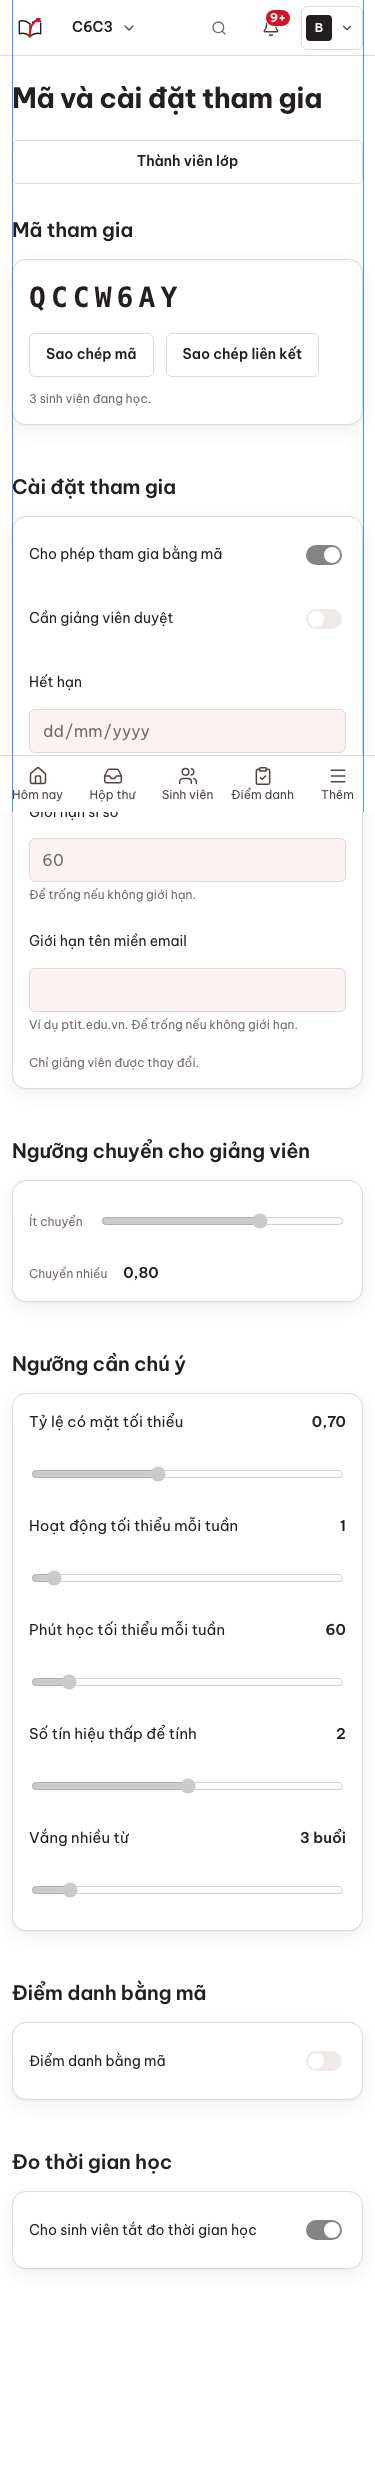 C6C3
9+
B
Mã và cài đặt tham gia
Thành viên lớp
Mã tham gia
QCCW6AY
Sao chép mã
Sao chép liên kết
3 sinh viên đang học.
Cài đặt tham gia
Cho phép tham gia bằng mã
Cần giảng viên duyệt
Hết hạn
dd/mm/yyyy
Hôm nay
Hộp thư
Sinh viên
Điểm danh
Thêm
Giới hạn sĩ số
60
Để trống nếu không giới hạn.
Giới hạn tên miền email
Ví dụ ptit.edu.vn. Để trống nếu không giới hạn.
Chỉ giảng viên được thay đổi.
Ngưỡng chuyển cho giảng viên
Ít chuyển
Chuyển nhiều 0,80
Ngưỡng cần chú ý
Tỷ lệ có mặt tối thiểu 0,70
Hoạt động tối thiểu mỗi tuần 1
Phút học tối thiểu mỗi tuần 60
Số tín hiệu thấp để tính 2
Vắng nhiều từ 3 buổi
Điểm danh bằng mã
Điểm danh bằng mã
Đo thời gian học
Cho sinh viên tắt đo thời gian học